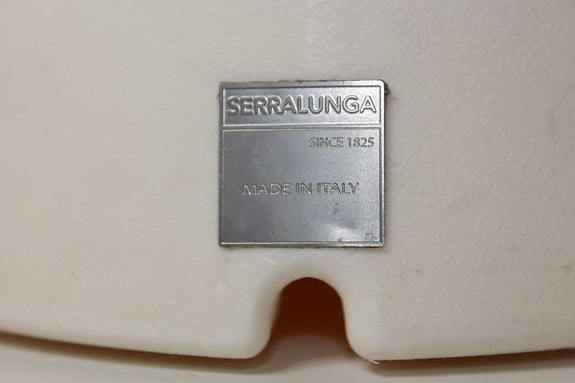 SERRALUNGA
SINCE 1825
MADE IN ITALY